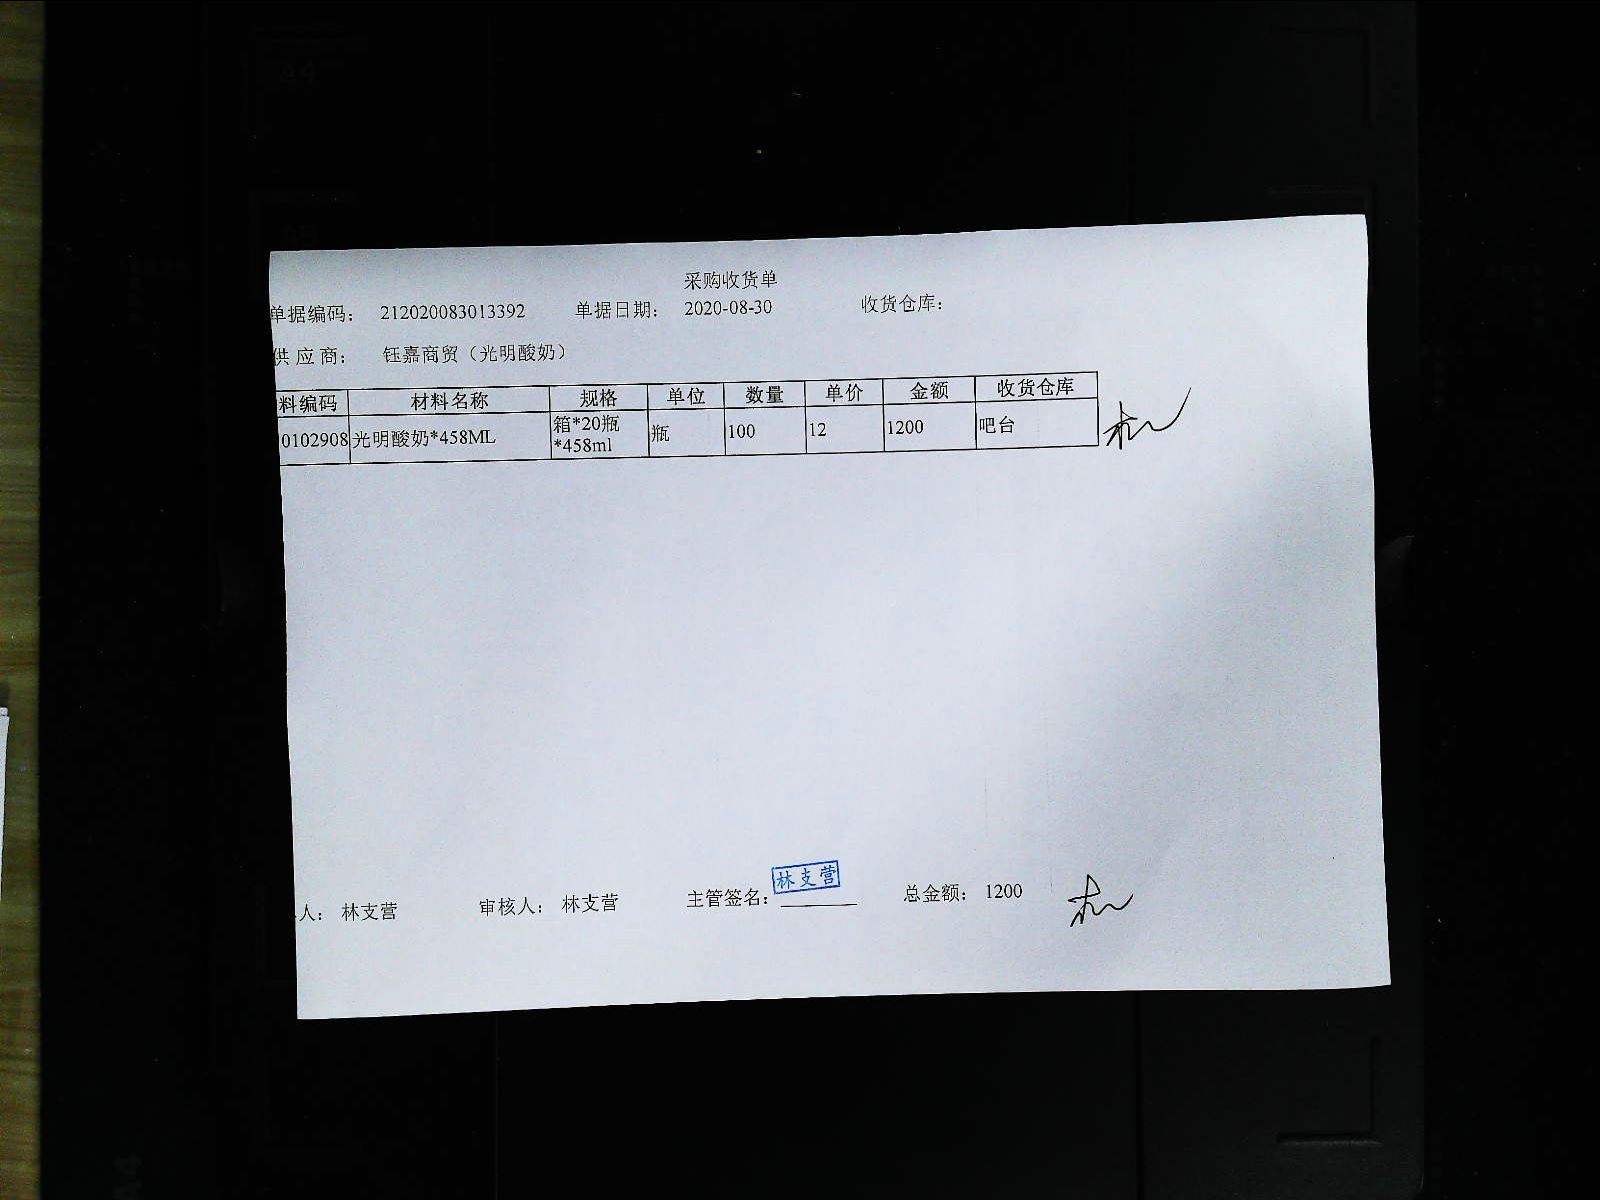 采购收货单
单据编码： 212020083013392 单据日期： 2020-08-30 收货仓库：
供应商： 钰嘉商贸（光明酸奶）
料编码 材料名称 规格 单位 数量 单价 金额 收货仓库
0102908 光明酸奶*458ML 箱*20瓶*458ml 瓶 100 12 1200 吧台
人： 林支营 审核人： 林支营 主管签名： 林支营 总金额： 1200